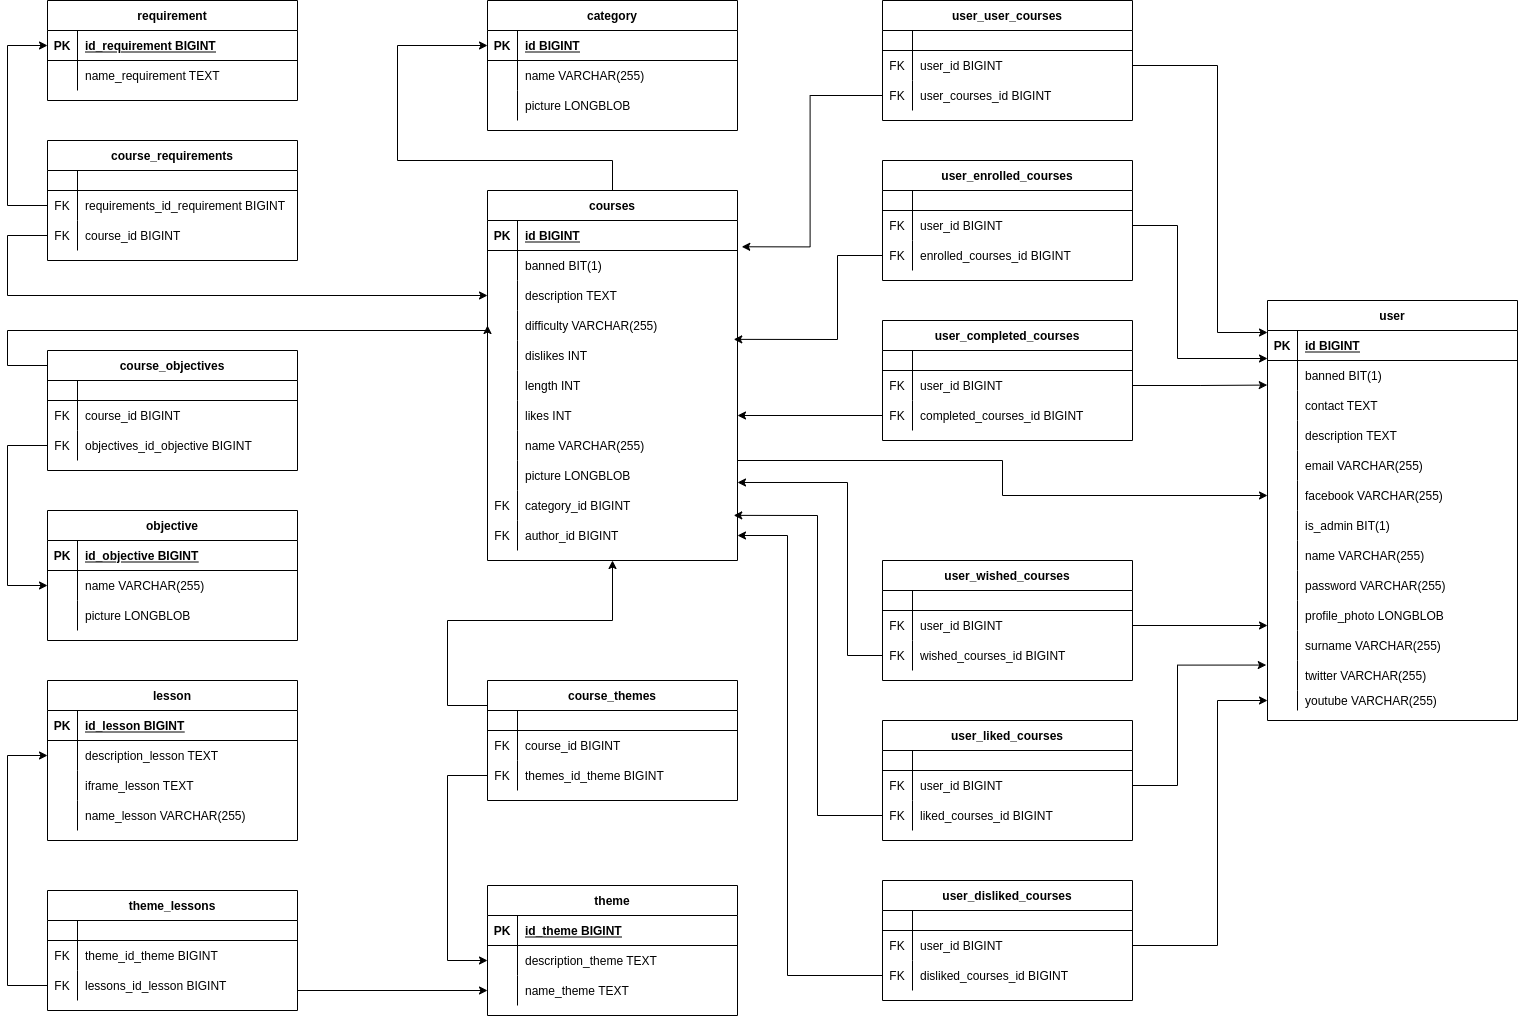 requirement
PK id_requirement BIGINT
name_requirement TEXT
course_requirements
FK requirements_id_requirement BIGINT
FK course_id BIGINT
course_objectives
FK course_id BIGINT
FK objectives_id_objective BIGINT
objective
PK id_objective BIGINT
name VARCHAR(255)
picture LONGBLOB
lesson
PK id_lesson BIGINT
description_lesson TEXT
iframe_lesson TEXT
name_lesson VARCHAR(255)
theme_lessons
FK theme_id_theme BIGINT
FK lessons_id_lesson BIGINT
category
PK id BIGINT
name VARCHAR(255)
picture LONGBLOB
courses
PK id BIGINT
banned BIT(1)
description TEXT
difficulty VARCHAR(255)
dislikes INT
length INT
likes INT
name VARCHAR(255)
picture LONGBLOB
FK category_id BIGINT
FK author_id BIGINT
course_themes
FK course_id BIGINT
FK themes_id_theme BIGINT
theme
PK id_theme BIGINT
description_theme TEXT
name_theme TEXT
user_user_courses
FK user_id BIGINT
FK user_courses_id BIGINT
user_enrolled_courses
FK user_id BIGINT
FK enrolled_courses_id BIGINT
user_completed_courses
FK user_id BIGINT
FK completed_courses_id BIGINT
user_wished_courses
FK user_id BIGINT
FK wished_courses_id BIGINT
user_liked_courses
FK user_id BIGINT
FK liked_courses_id BIGINT
user_disliked_courses
FK user_id BIGINT
FK disliked_courses_id BIGINT
user
PK id BIGINT
banned BIT(1)
contact TEXT
description TEXT
email VARCHAR(255)
facebook VARCHAR(255)
is_admin BIT(1)
name VARCHAR(255)
password VARCHAR(255)
profile_photo LONGBLOB
surname VARCHAR(255)
twitter VARCHAR(255)
youtube VARCHAR(255)